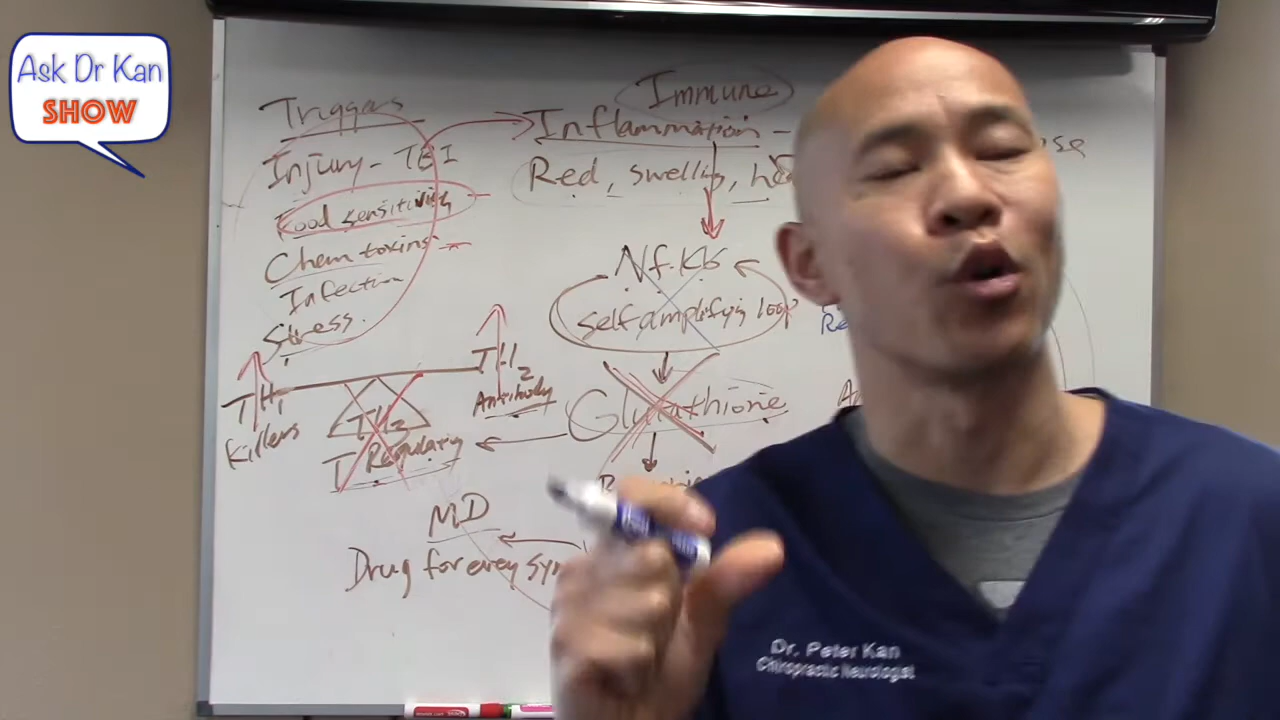 Ask Dr Kan
SHOW
Triggers
Injury - TBI
Food sensitivity
Chem toxins
Infection
Stress
Immune
Inflammation
Red, swelling,
Nf.KB
self amplifying loop
Glutathione
TH1
Killers
TH2
Antibody
TH3
T Regulatory
MD
Drug for every
Dr. Peter Kan
Chiropractic Neurologist